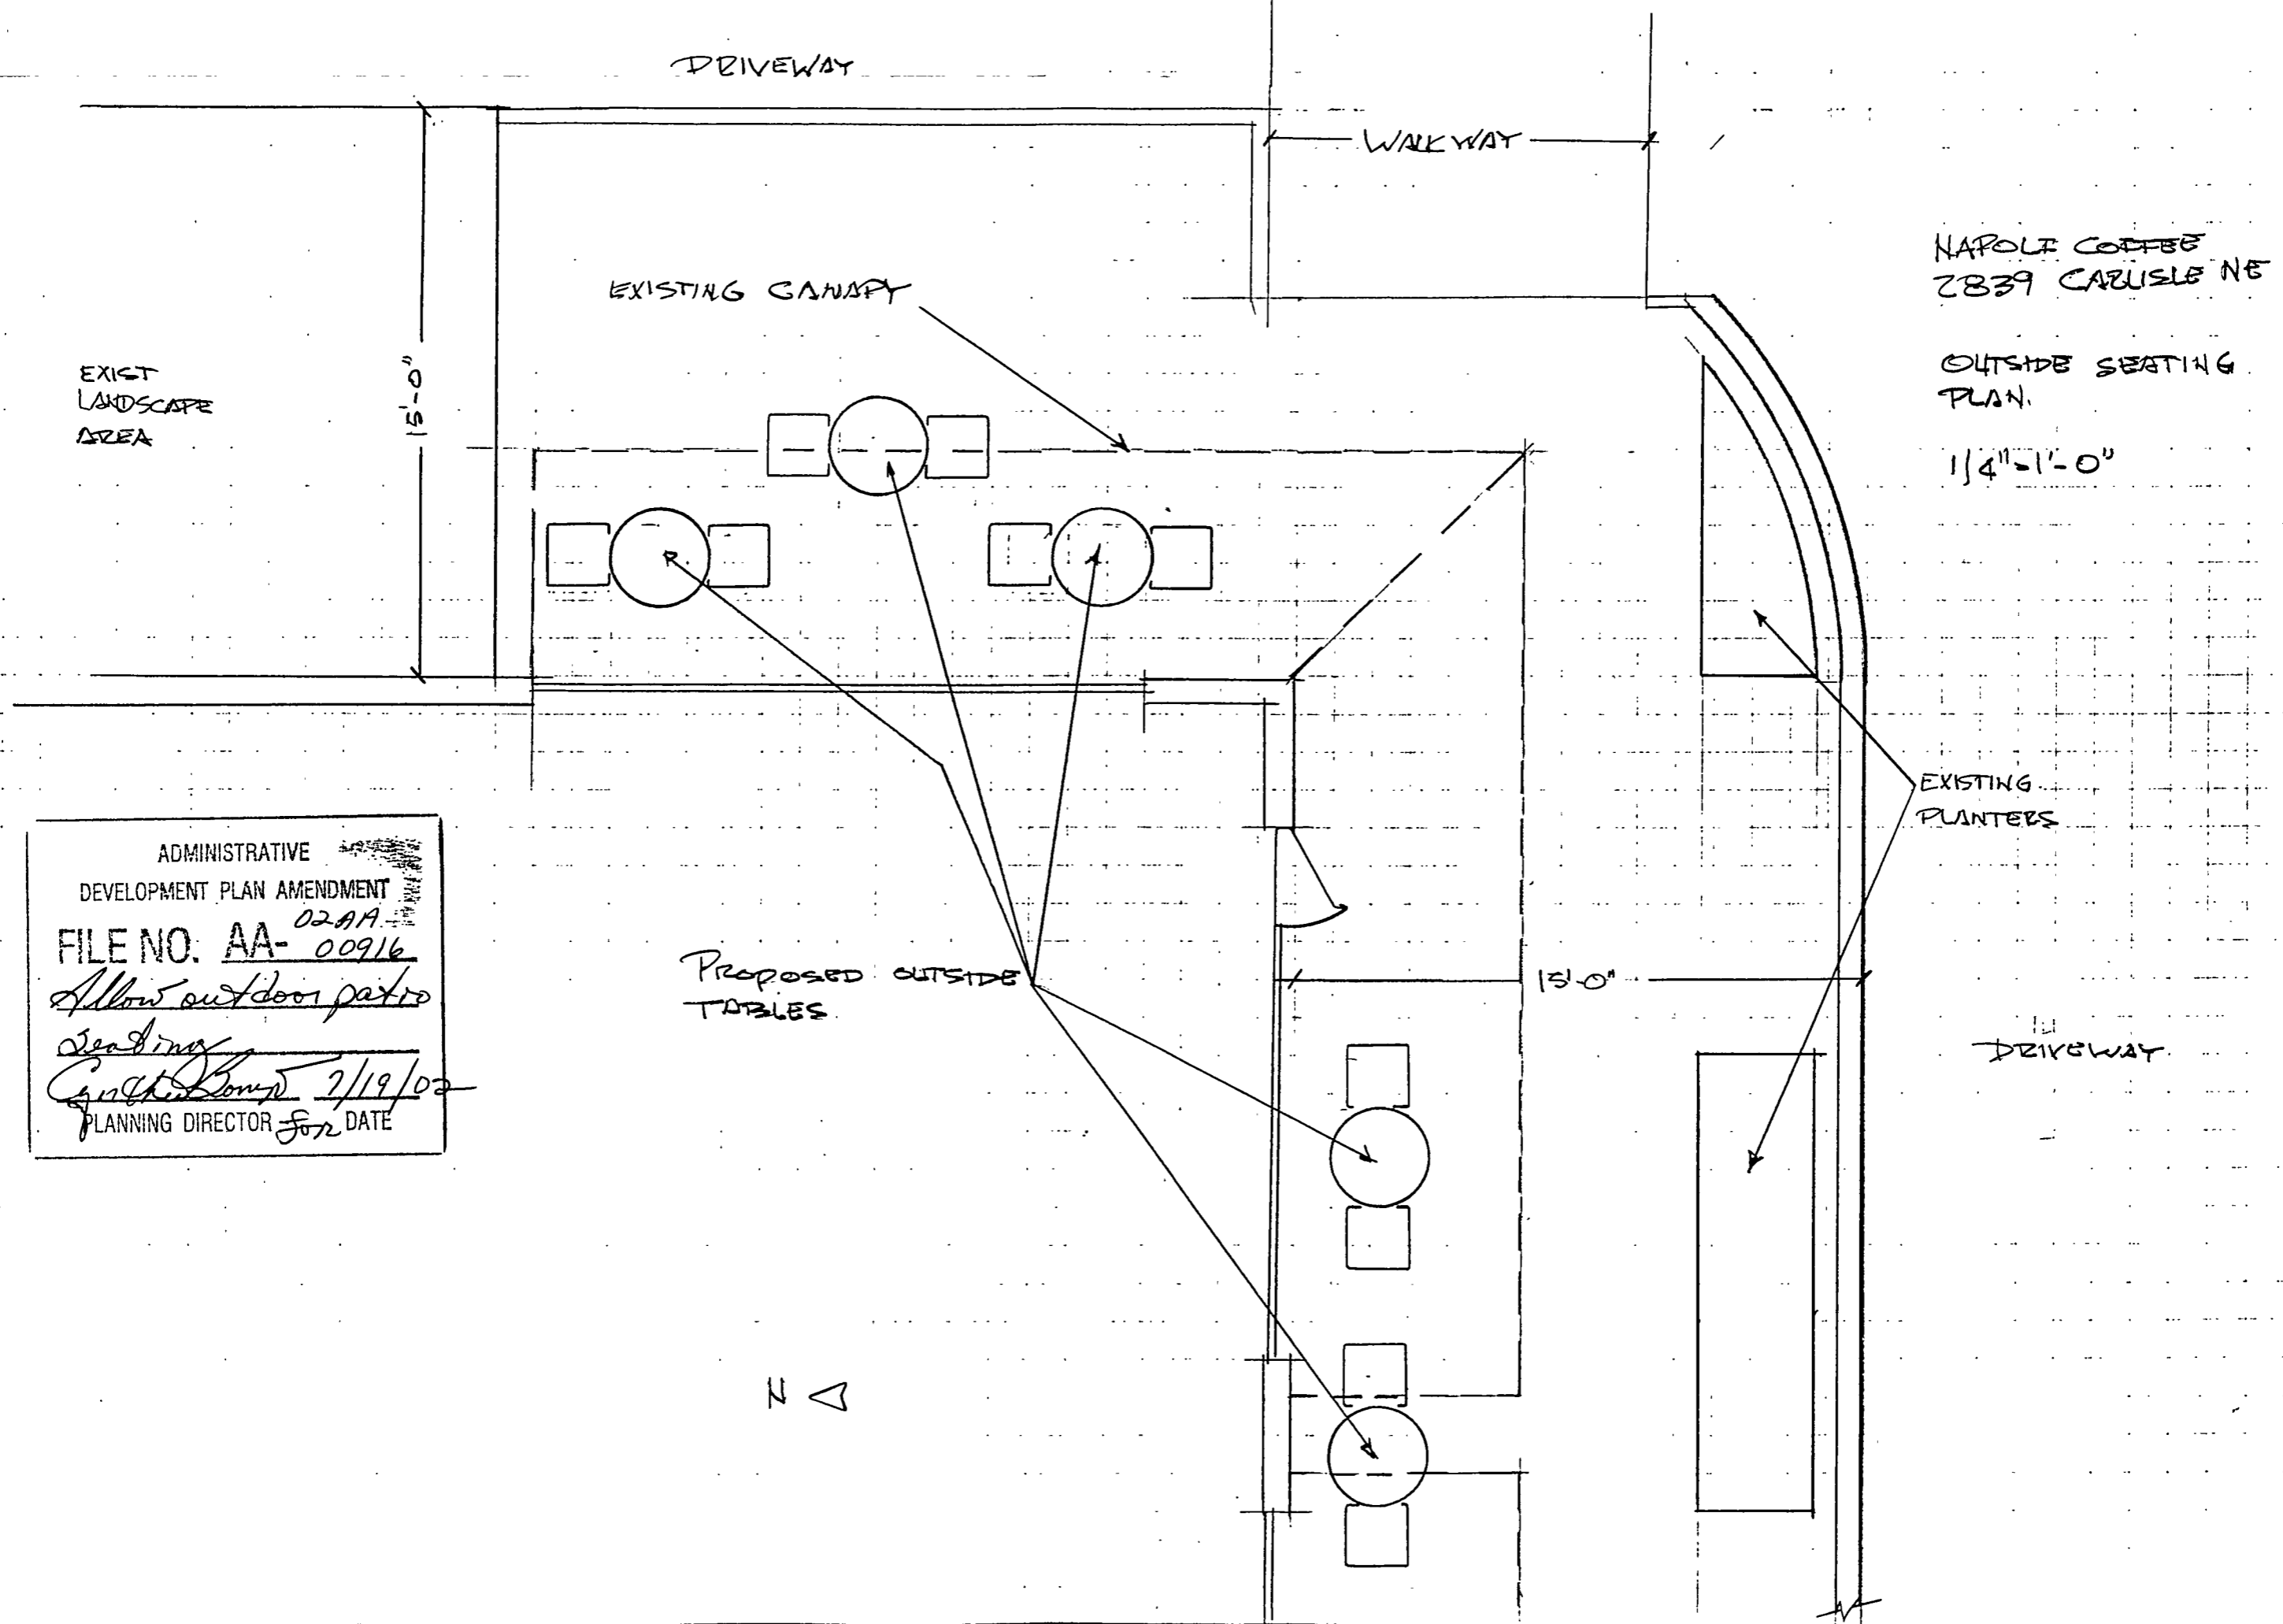 DRIVEWAY
WALKWAY
NAPOLI COFFEE
2839 CARLISLE NE
OUTSIDE SEATING
PLAN.
1/4"=1'-0"
EXISTING CANAPY
EXIST
LANDSCAPE
AREA
15'-0"
EXISTING
PLANTERS
ADMINISTRATIVE
DEVELOPMENT PLAN AMENDMENT
02AA
FILE NO. AA- 00916
Allow outdoor patio
seating
7/19/02
PLANNING DIRECTOR for DATE
PROPOSED OUTSIDE
TABLES
15'-0"
DRIVEWAY
N